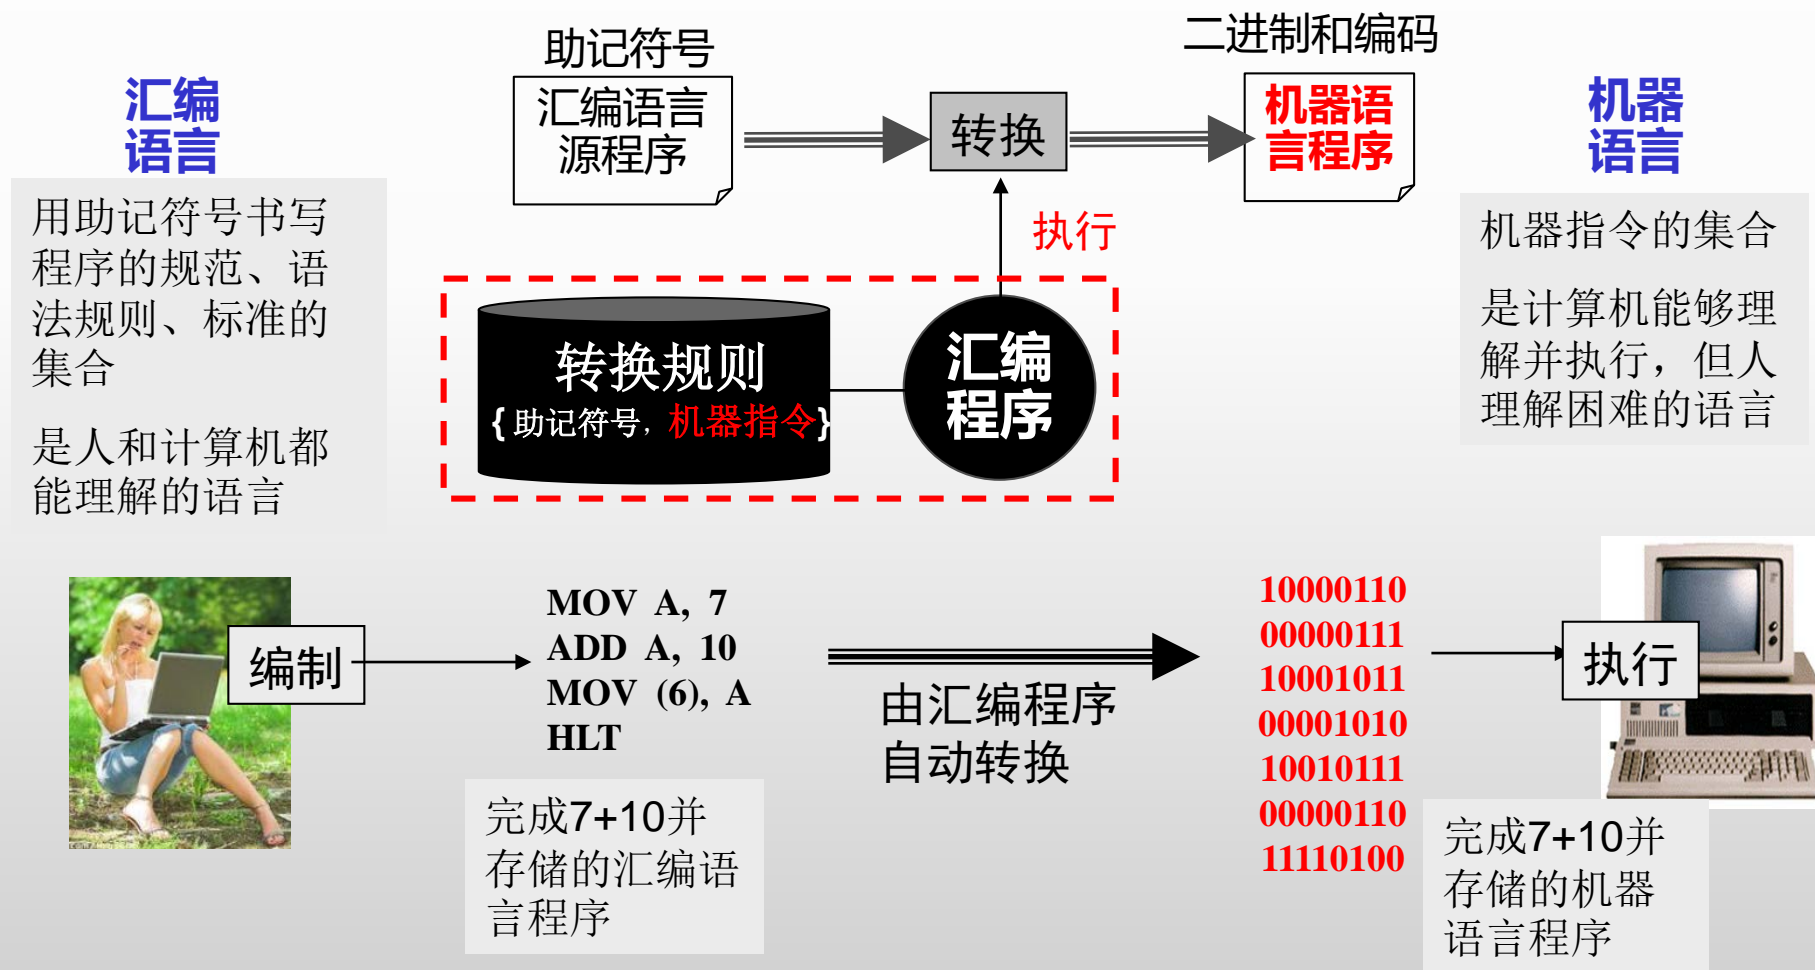 助记符号
二进制和编码
汇编
语言
汇编语言
源程序
转换
机器语
言程序
机器
语言
用助记符号书写
程序的规范、语
法规则、标准的
集合
是人和计算机都
能理解的语言
执行
转换规则
{助记符号,机器指令}
汇编
程序
机器指令的集合
是计算机能够理
解并执行，但人
理解困难的语言
编制
MOV A, 7
ADD A, 10
MOV (6), A
HLT
由汇编程序
自动转换
10000110
00000111
10001011
00001010
10010111
00000110
11110100
执行
完成7+10并
存储的汇编语
言程序
完成7+10并
存储的机器
语言程序